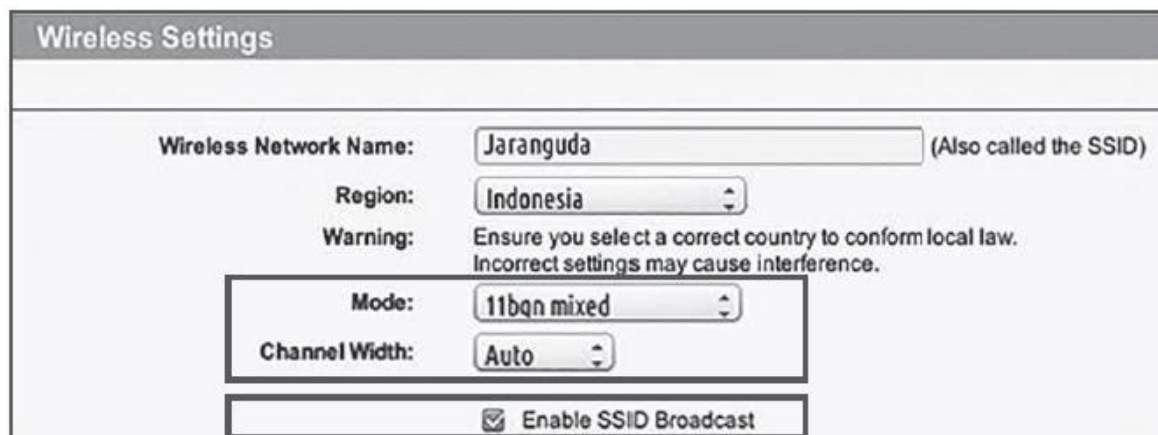 Wireless Settings
Wireless Network Name: Jaranguda (Also called the SSID)
Region: Indonesia
Warning: Ensure you select a correct country to conform local law.
Incorrect settings may cause interference.
Mode: 11bgn mixed
Channel Width: Auto
Enable SSID Broadcast